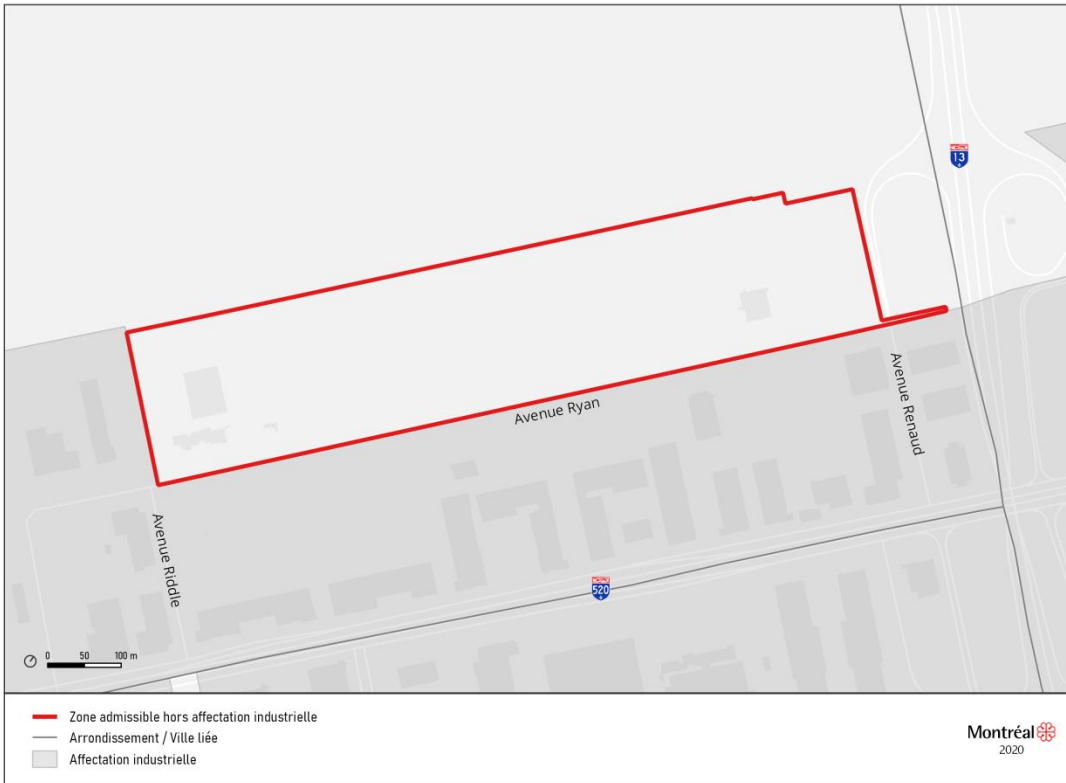 13
Avenue Ryan
Avenue Renaud
Avenue Riddle
520
0 50 100 m
Zone admissible hors affectation industrielle
Arrondissement / Ville liée
Affectation industrielle
Montréal
2020